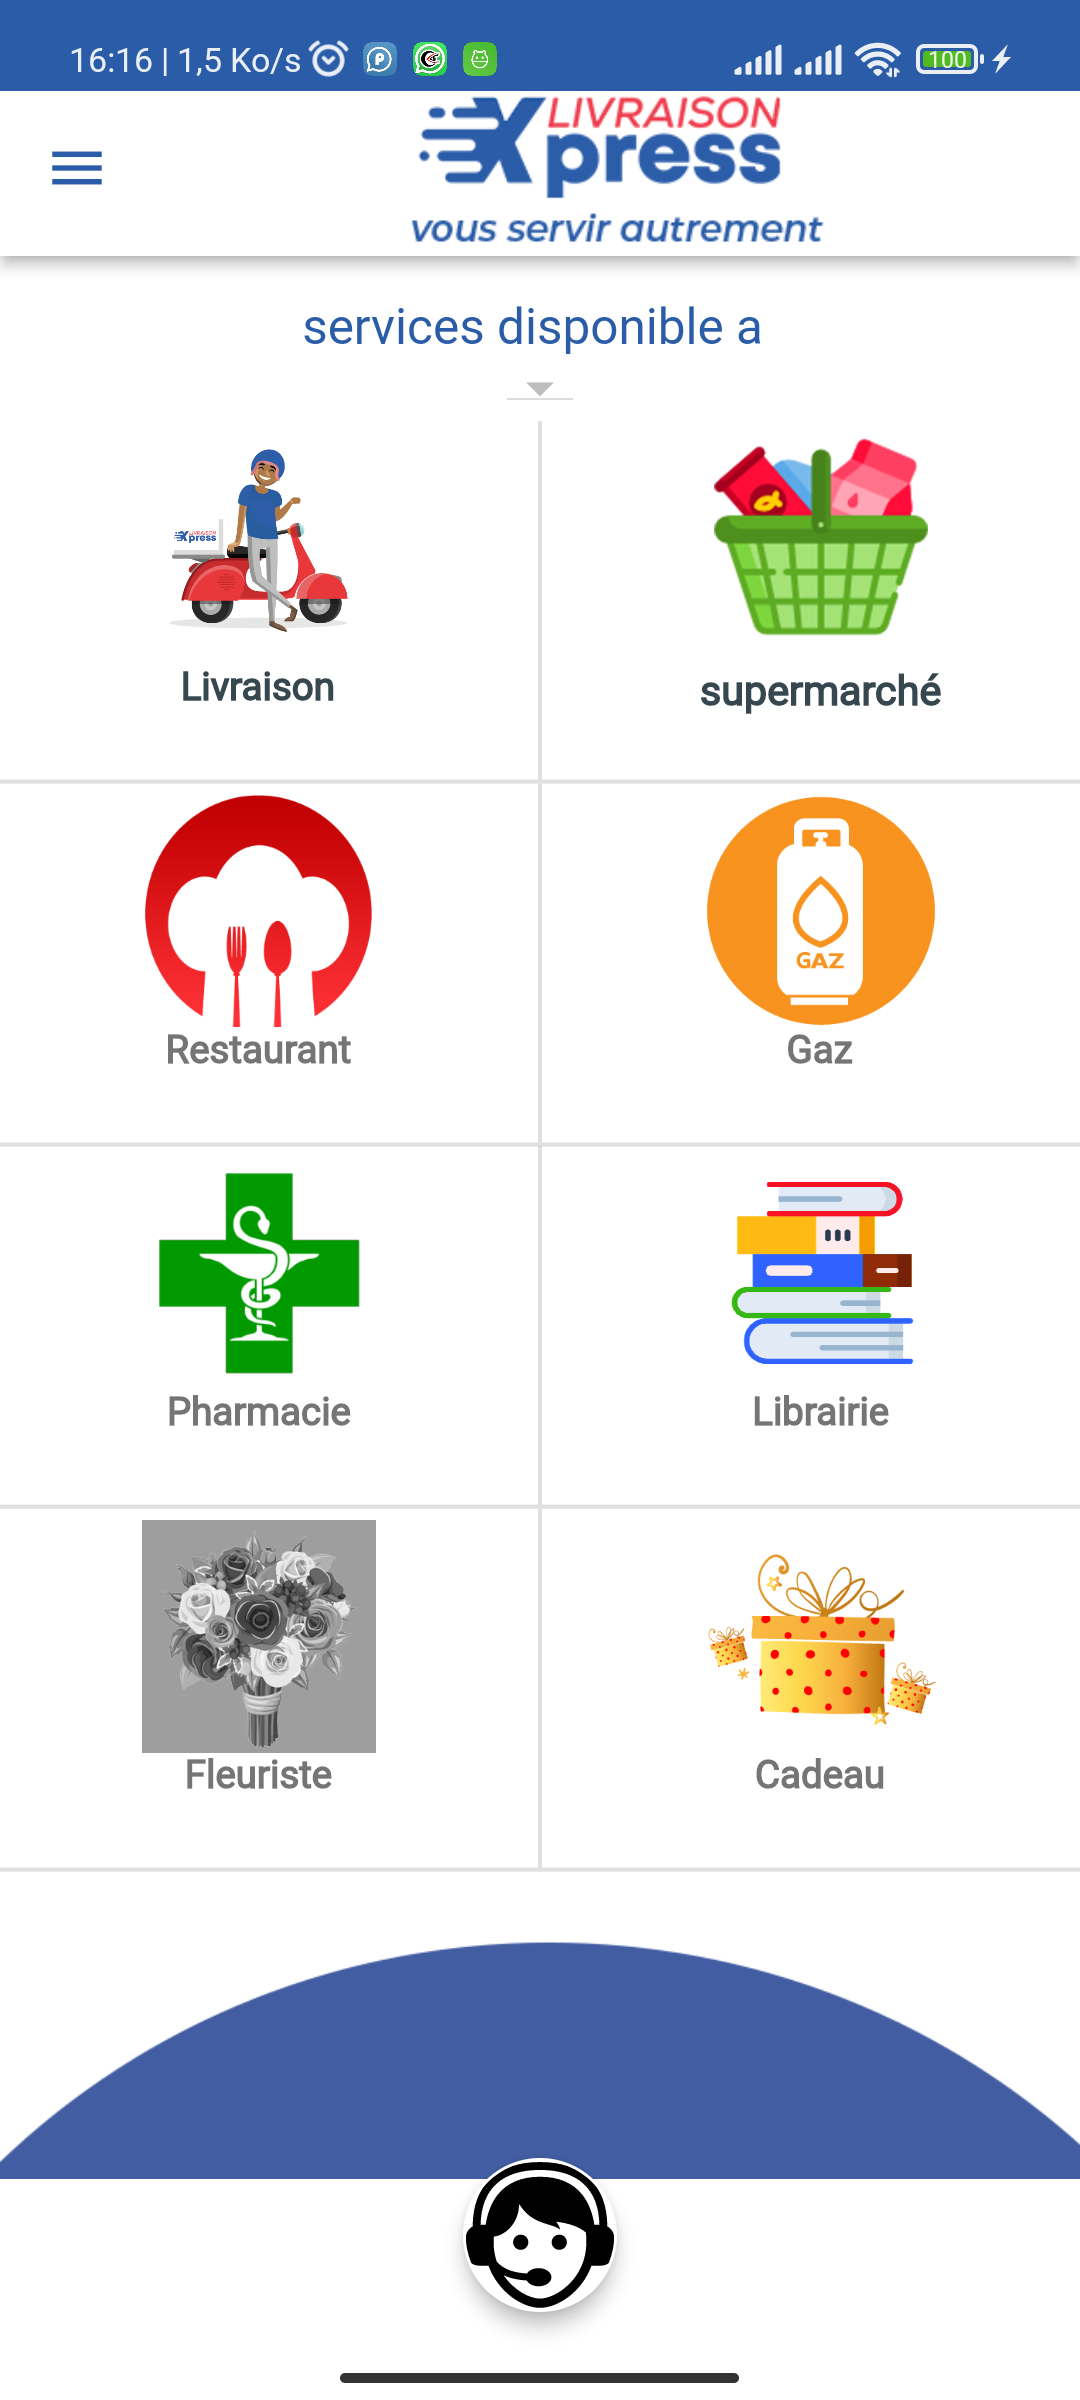 16:16 | 1,5 Ko/s
100
LIVRAISON
Xpress
vous servir autrement
services disponible a
LIVRAISON
Xpress
Livraison
supermarché
GAZ
Restaurant
Gaz
Pharmacie
Librairie
Fleuriste
Cadeau